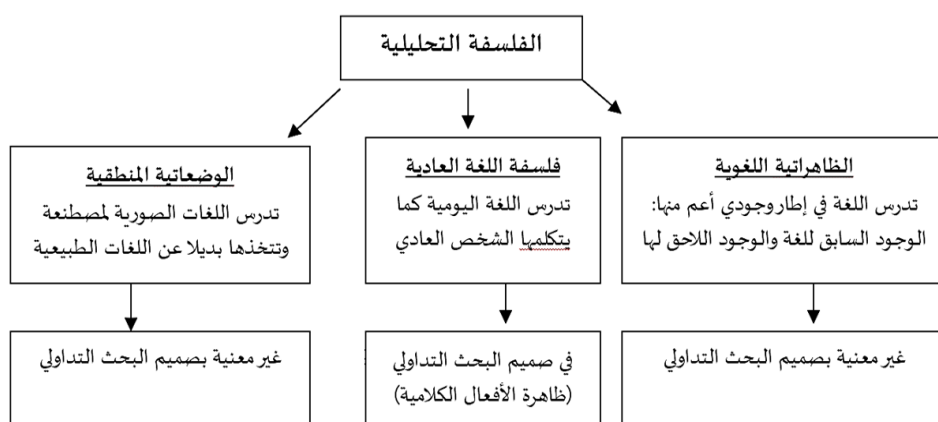 الفلسفة التحليلية
الظاهراتية اللغوية
تدرس اللغة في إطار وجودي أعم منها:
الوجود السابق للغة والوجود اللاحق لها
فلسفة اللغة العادية
تدرس اللغة اليومية كما
يتكلمها الشخص العادي
الوضعاتية المنطقية
تدرس اللغات الصورية لمصطنعة
وتتخذها بديلا عن اللغات الطبيعية
غير معنية بصميم البحث التداولي
في صميم البحث التداولي
(ظاهرة الأفعال الكلامية)
غير معنية بصميم البحث التداولي